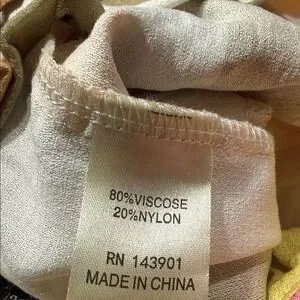 80%VISCOSE
20%NYLON
RN 143901
MADE IN CHINA